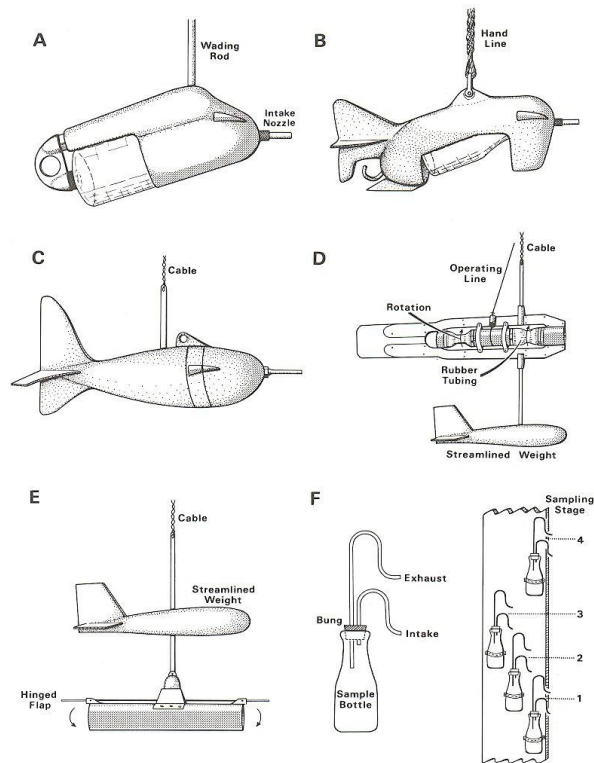 A
Wading
Rod
Intake
Nozzle
B
Hand
Line
C
Cable
D
Cable
Operating
Line
Rotation
Rubber
Tubing
Streamlined Weight
E
Cable
Streamlined
Weight
Hinged
Flap
F
Exhaust
Bung
Intake
Sample
Bottle
Sampling
Stage
4
3
2
1